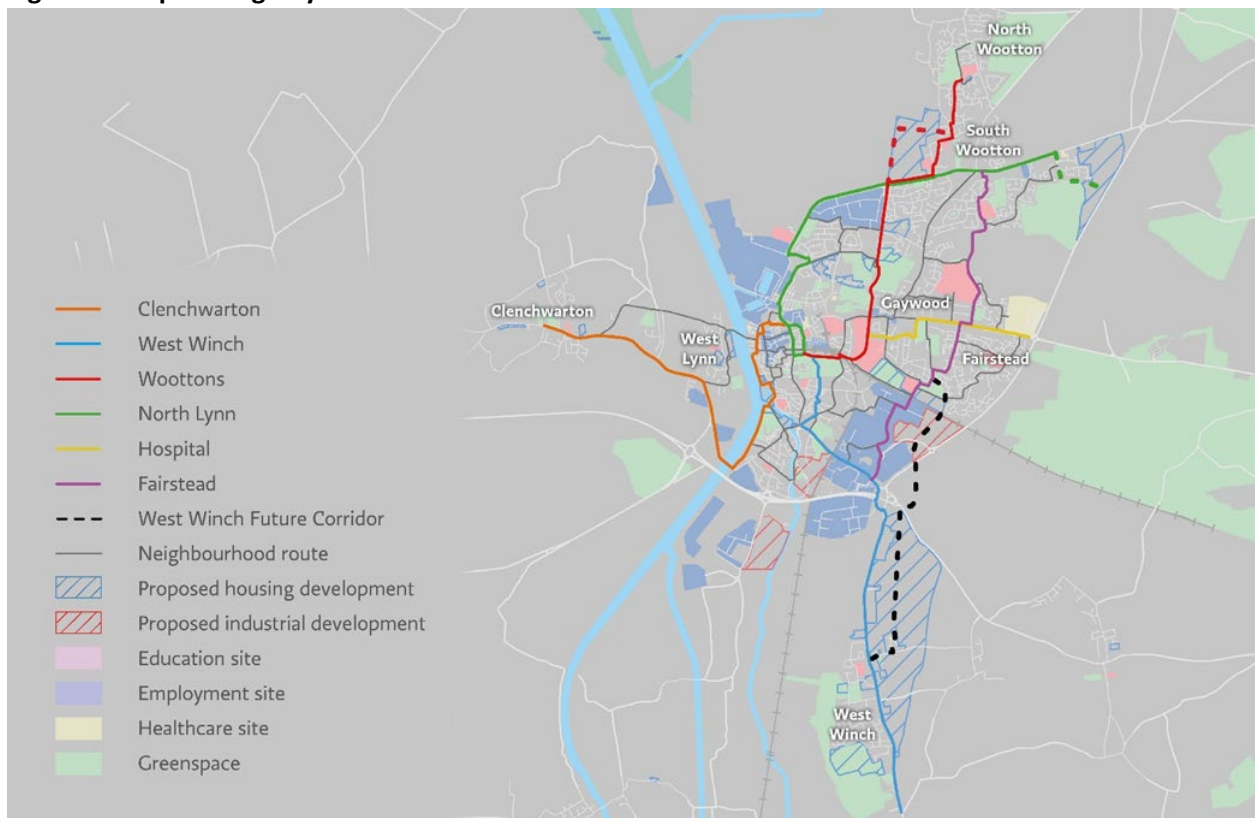 North
Wootton
South
Wootton
Clenchwarton
West Winch
Woottons
North Lynn
Hospital
Fairstead
West Winch Future Corridor
Neighbourhood route
Proposed housing development
Proposed industrial development
Education site
Employment site
Healthcare site
Greenspace
Clenchwarton
West
Lynn
Gaywood
Fairstead
West
Winch